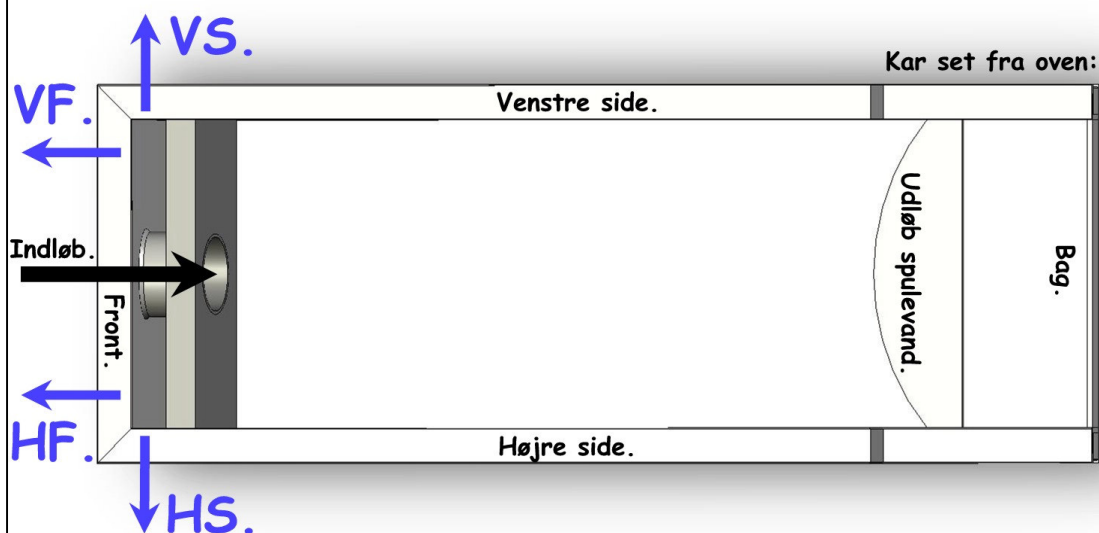 VS.
Kar set fra oven:
VF.
Venstre side.
Indløb.
Front.
Udløb spulevand.
Bag.
HF.
Højre side.
HS.